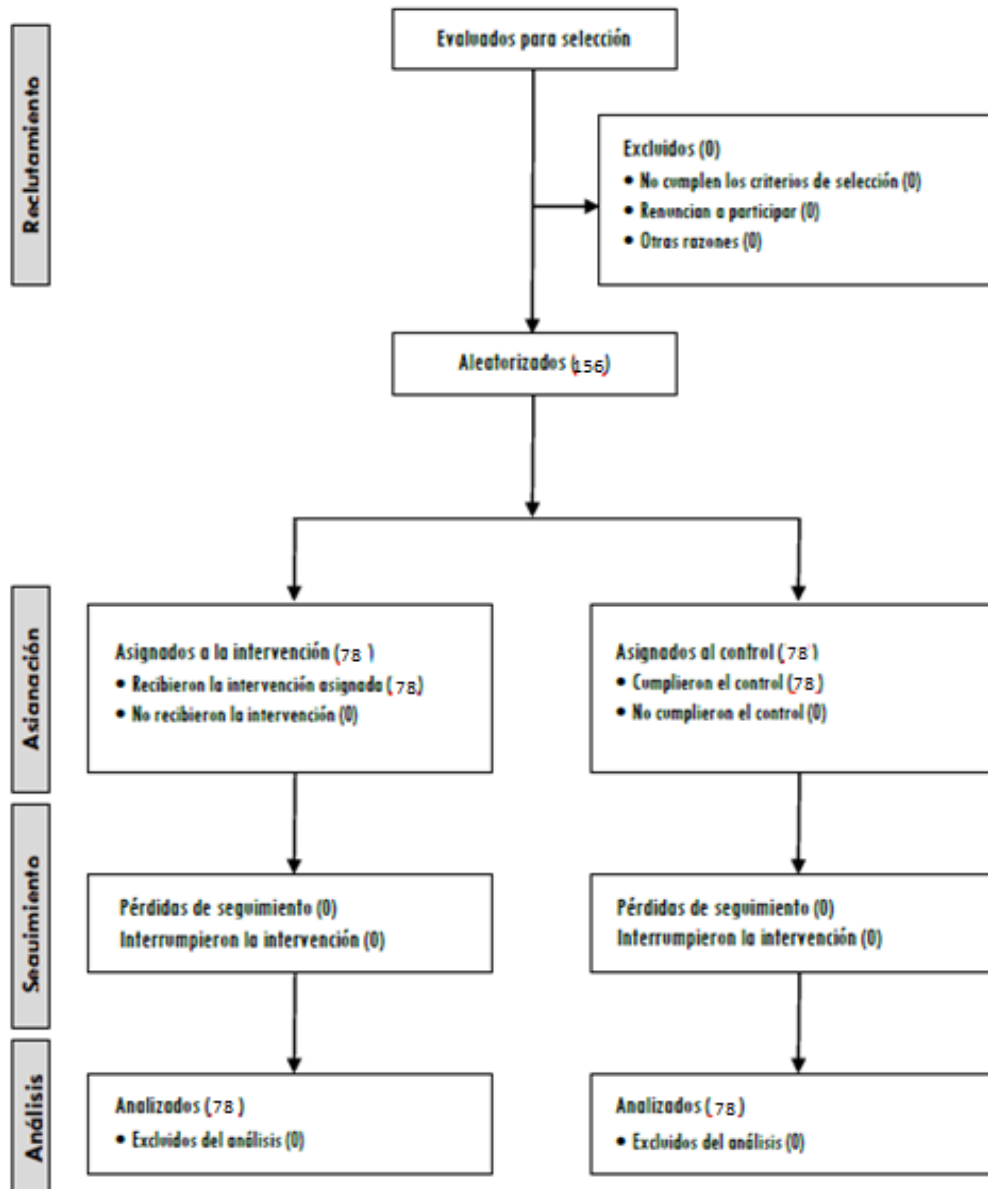 Reclutamiento
Evaluados para selección
Excluidos (0)
• No cumplen los criterios de selección (0)
• Renuncian a participar (0)
• Otras razones (0)
Aleatorizados (156)
Asignación
Asignados a la intervención (78 )
• Recibieron la intervención asignada (78)
• No recibieron la intervención (0)
Asignados al control (78)
• Cumplieron el control (78)
• No cumplieron el control (0)
Seguimiento
Pérdidas de seguimiento (0)
Interrumpieron la intervención (0)
Pérdidas de seguimiento (0)
Interrumpieron la intervención (0)
Análisis
Analizados (78 )
• Excluidos del análisis (0)
Analizados (78 )
• Excluidos del análisis (0)